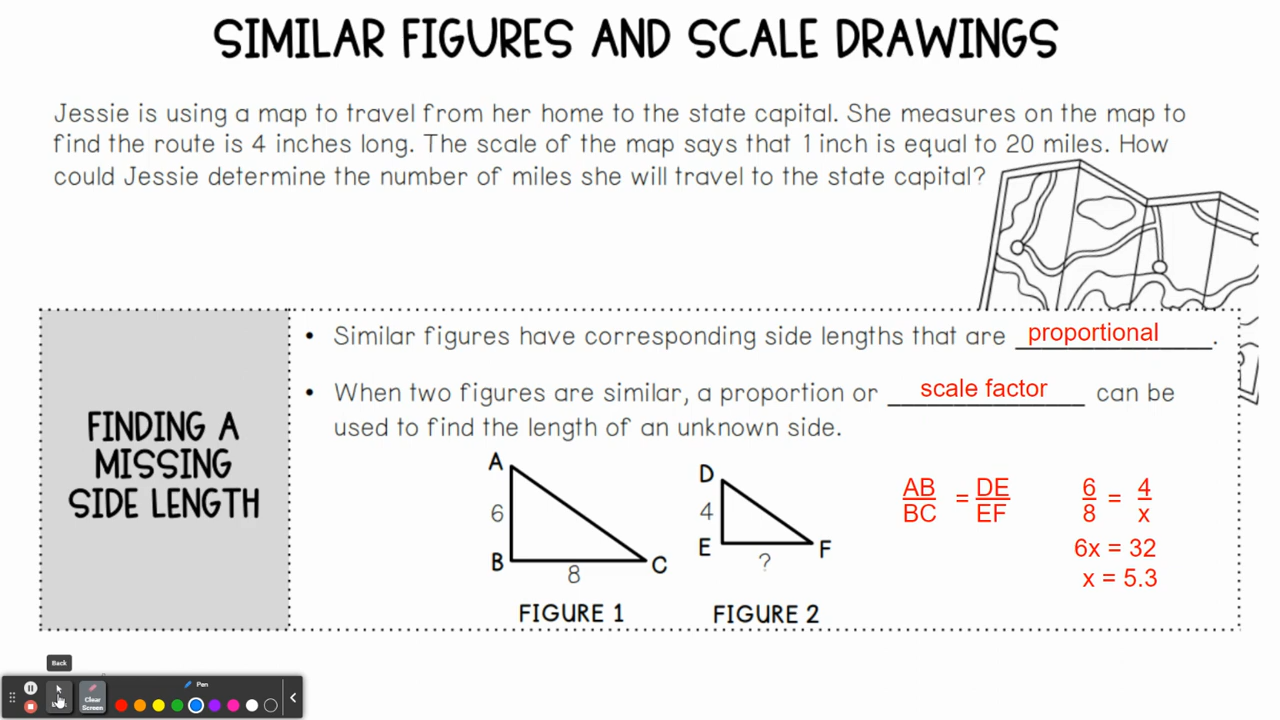 SIMILAR FIGURES AND SCALE DRAWINGS
Jessie is using a map to travel from her home to the state capital. She measures on the map to
find the route is 4 inches long. The scale of the map says that 1 inch is equal to 20 miles. How
could Jessie determine the number of miles she will travel to the state capital?
• Similar figures have corresponding side lengths that are proportional.
• When two figures are similar, a proportion or scale factor can be
used to find the length of an unknown side.
FINDING A
MISSING
SIDE LENGTH
A
6
B
8
C
FIGURE 1
D
4
E
?
F
FIGURE 2
AB = DE
BC EF
6 = 4
8 x
6x = 32
x = 5.3
Back
Pen
Clear
Screen